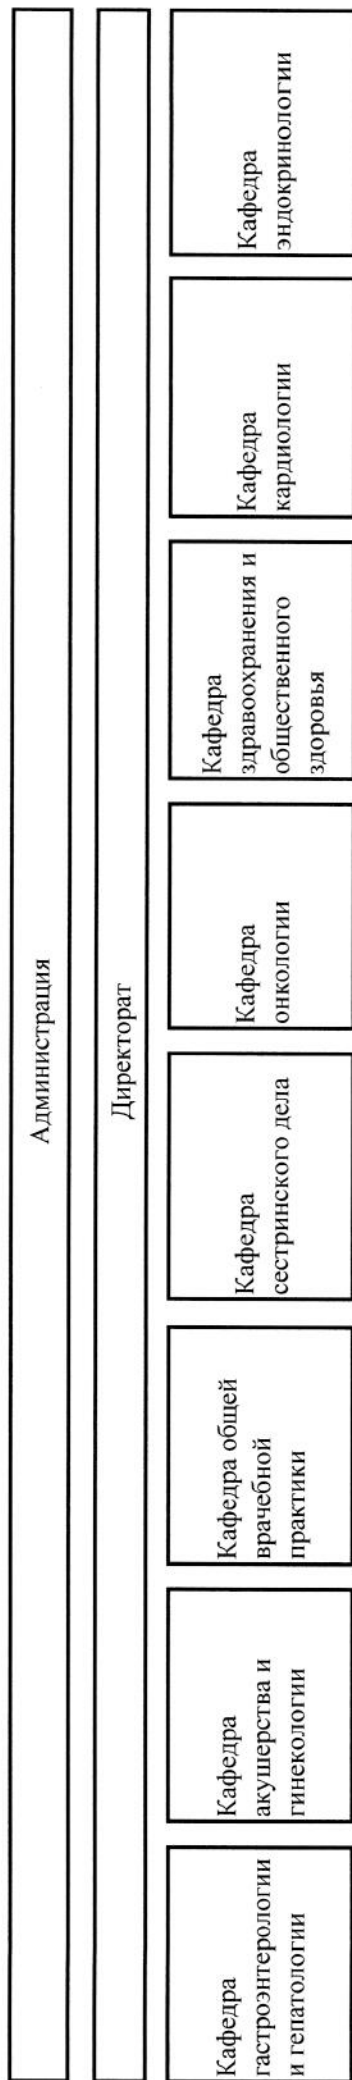 Администрация
Директорат
Кафедра
гастроэнтерологии
и гепатологии
Кафедра
акушерства и
гинекологии
Кафедра общей
врачебной
практики
Кафедра
сестринского дела
Кафедра
онкологии
Кафедра
здравоохранения и
общественного
здоровья
Кафедра
кардиологии
Кафедра
эндокринологии